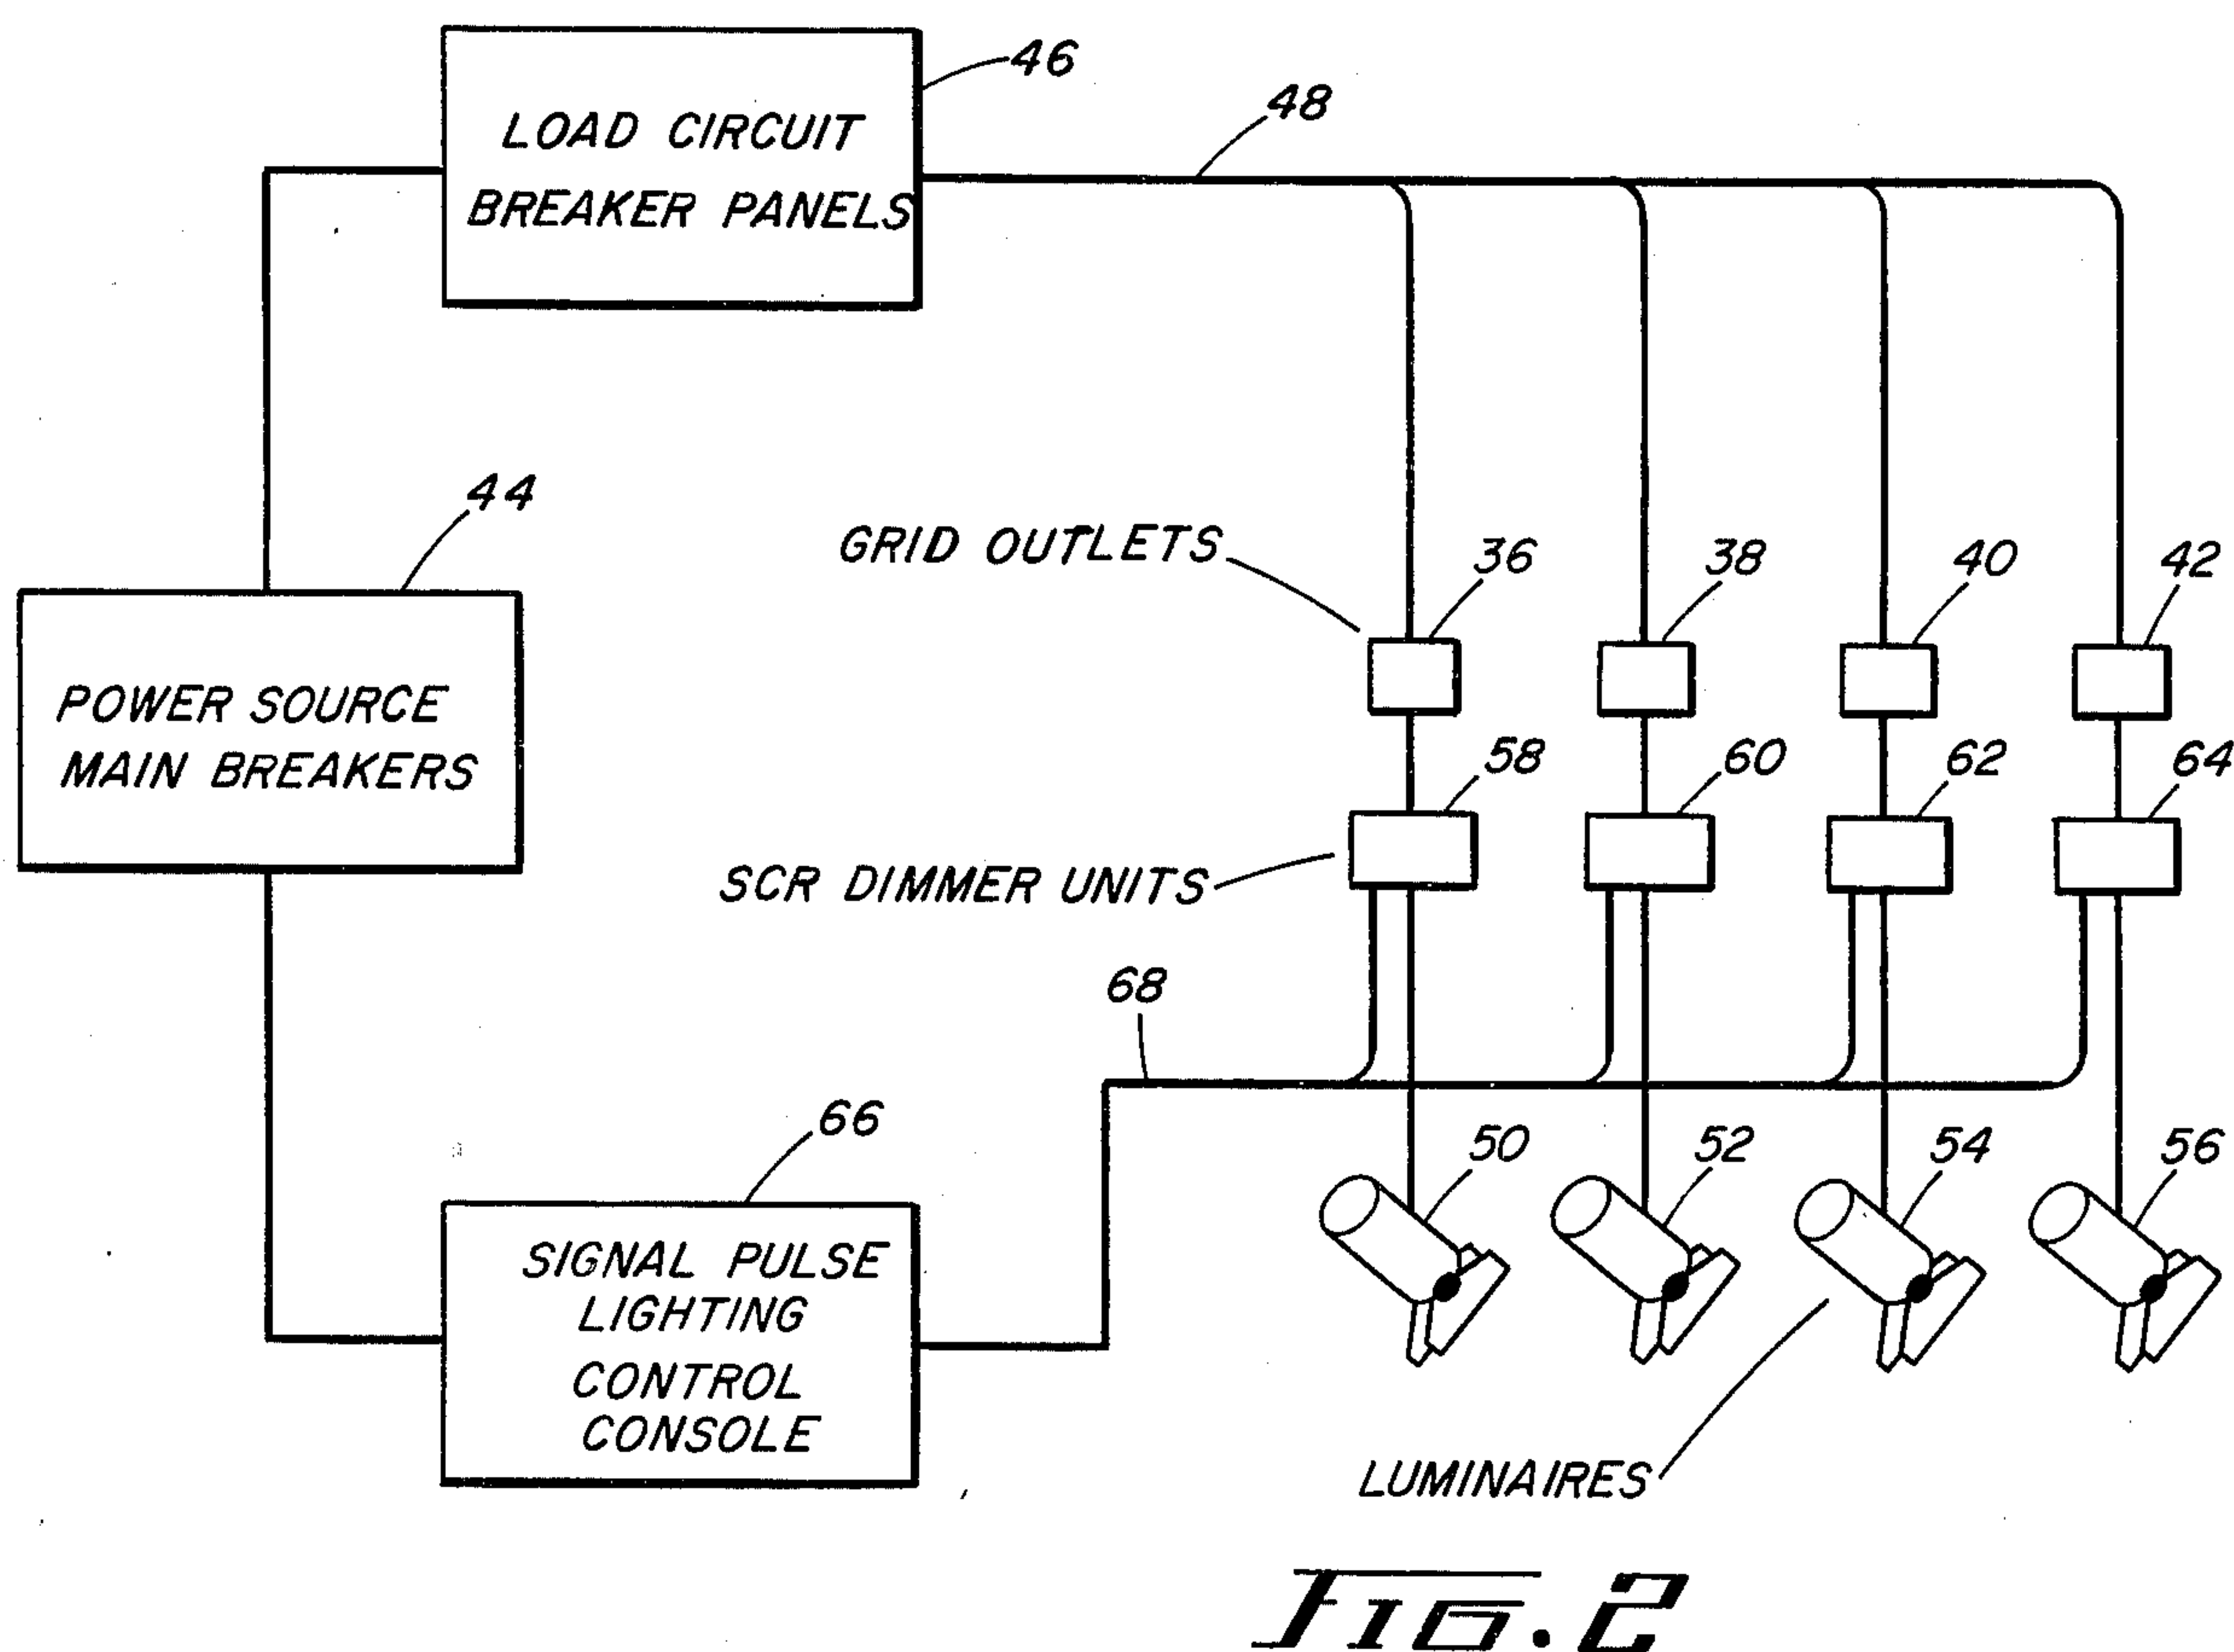 46
48
LOAD CIRCUIT
BREAKER PANELS
44
GRID OUTLETS
36
38
40
42
POWER SOURCE
MAIN BREAKERS
58
60
62
64
SCR DIMMER UNITS
68
66
50
52
54
56
SIGNAL PULSE
LIGHTING
CONTROL
CONSOLE
LUMINAIRES
FIG. 2